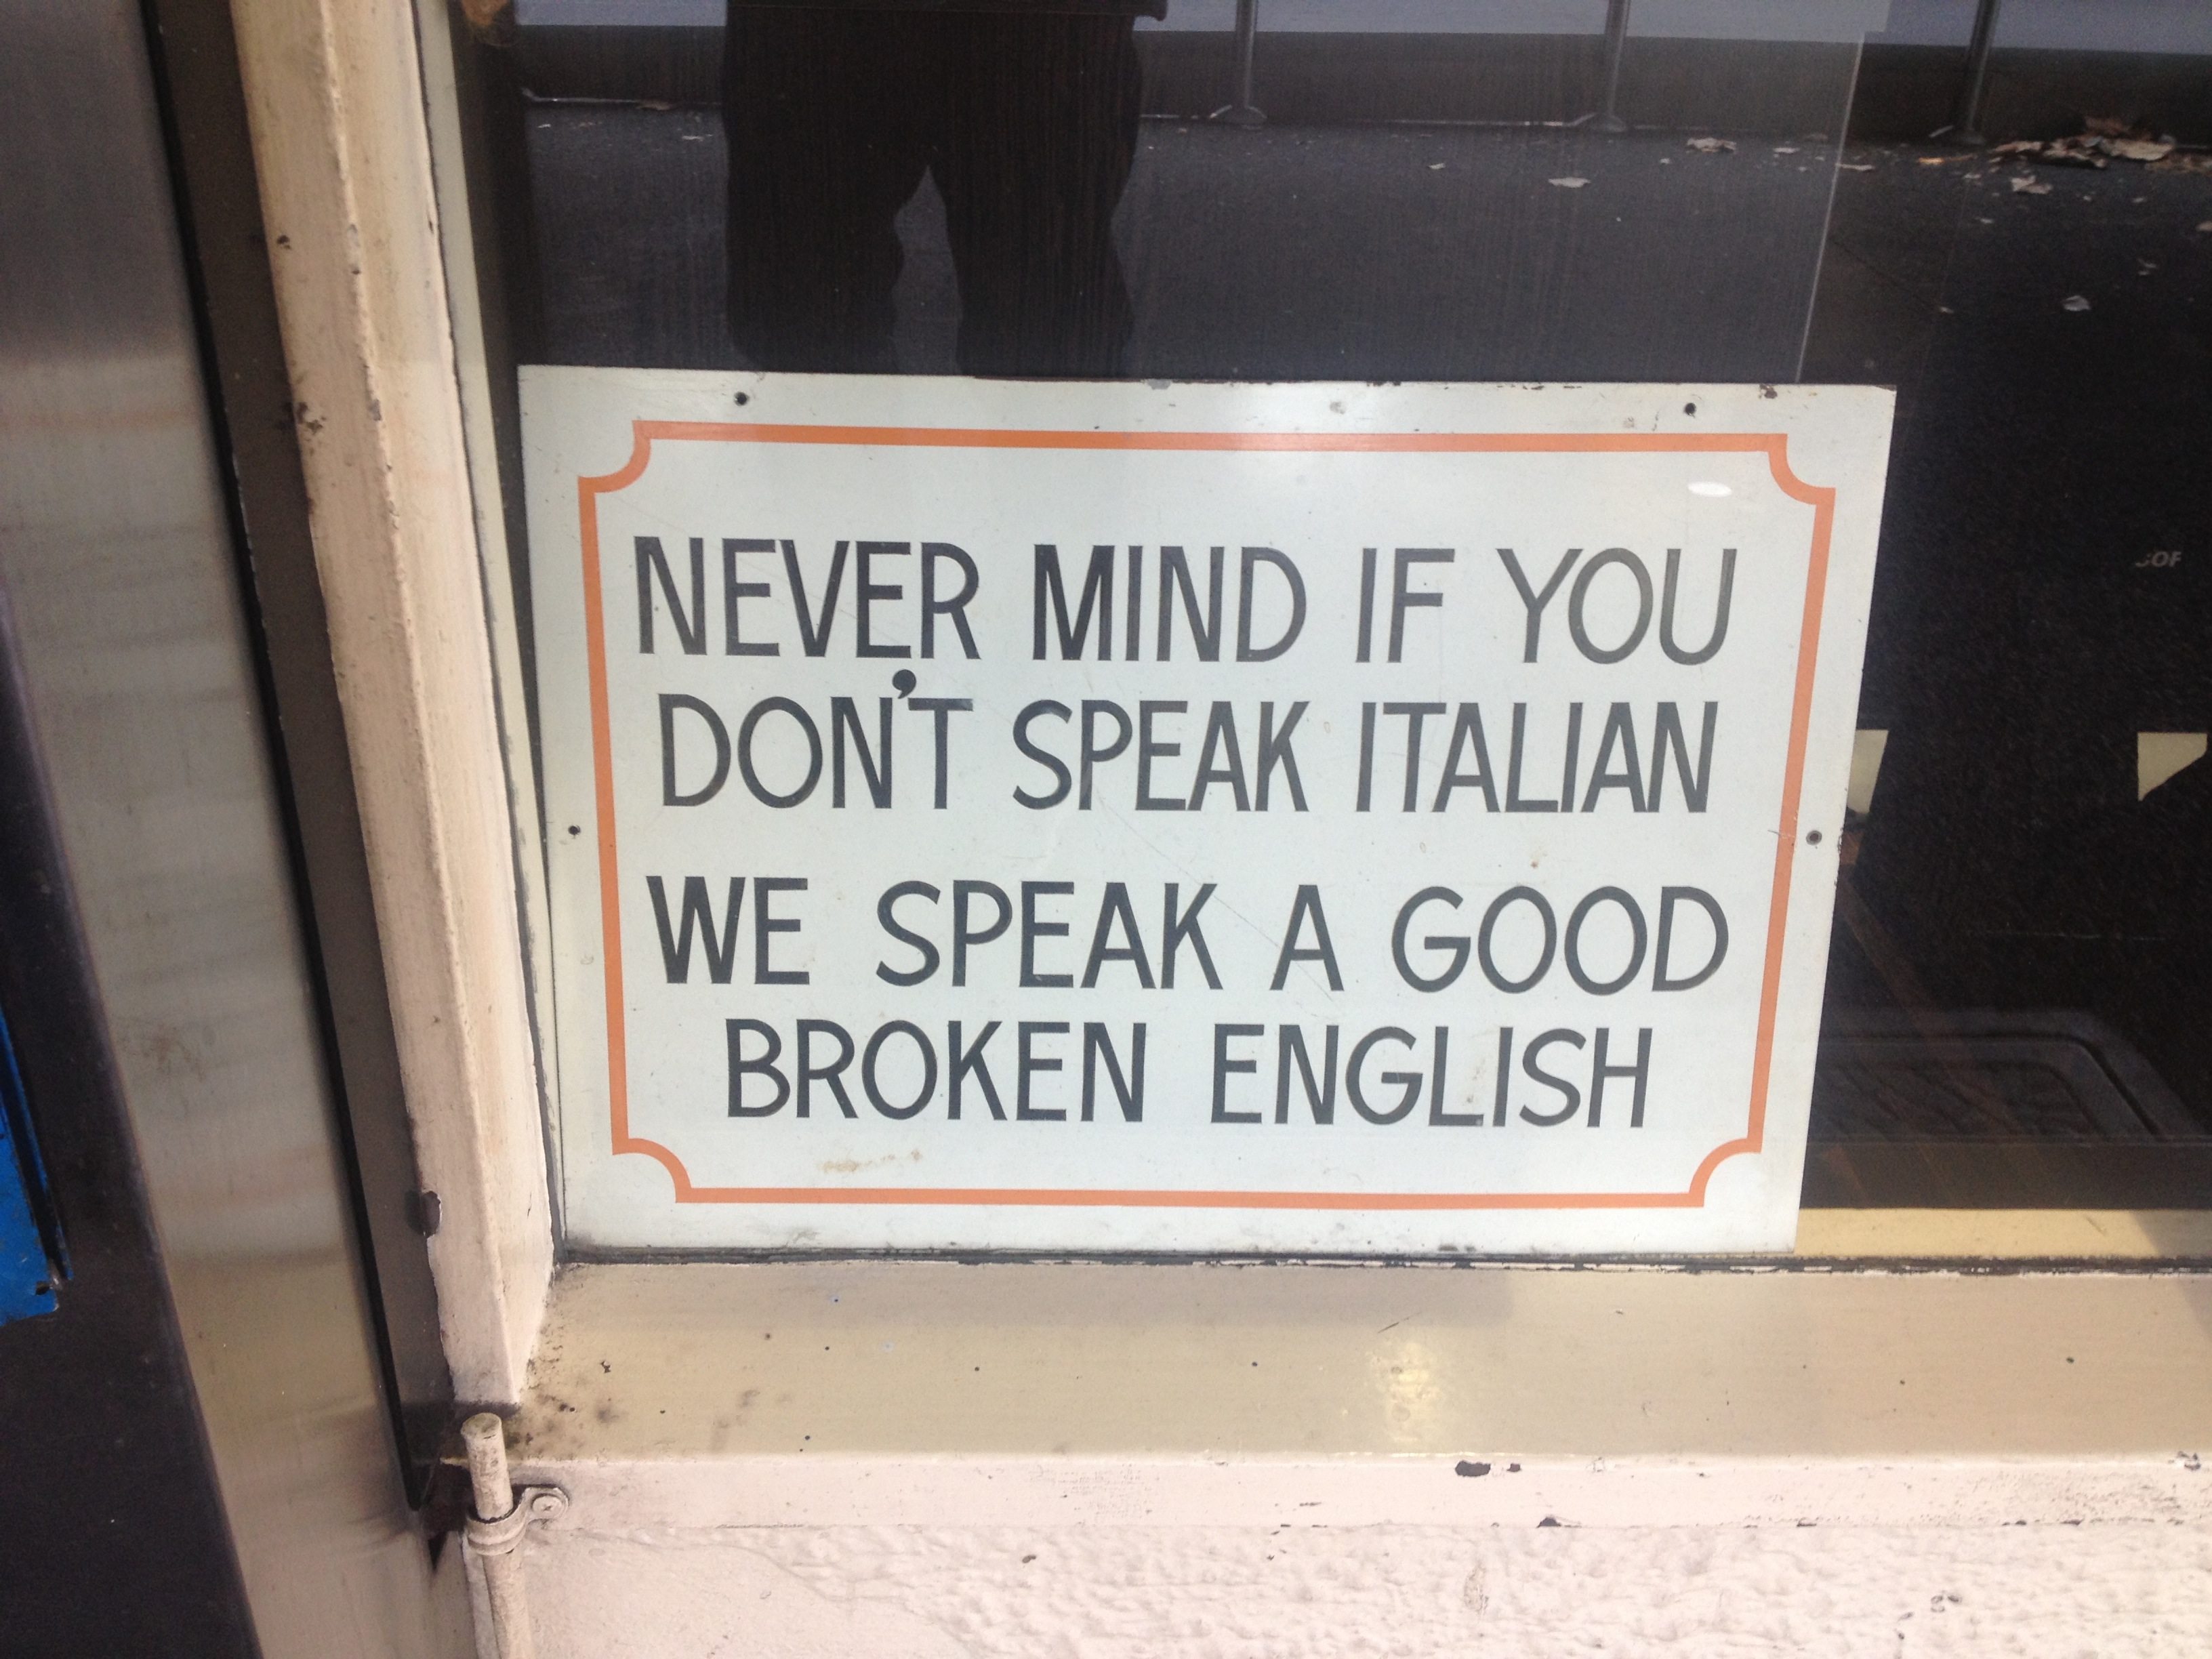 NEVER MIND IF YOU
DON'T SPEAK ITALIAN
WE SPEAK A GOOD
BROKEN ENGLISH